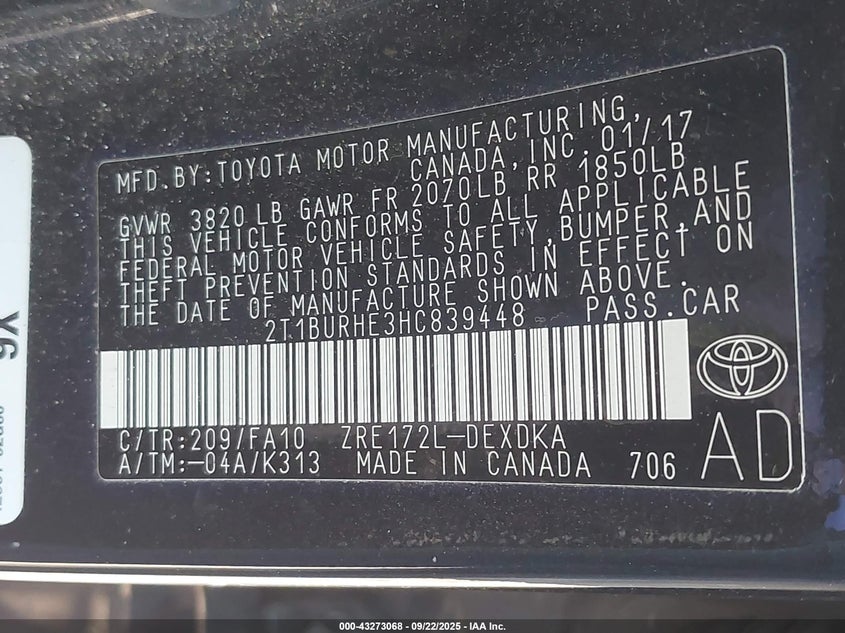 MFD.BY:TOYOTA MOTOR MANUFACTURING,
CANADA,INC. 01/17
GVWR 3820 LB GAWR FR 2070LB RR 1850LB
THIS VEHICLE CONFORMS TO ALL APPLICABLE
FEDERAL MOTOR VEHICLE SAFETY,BUMPER,AND
THEFT PREVENTION STANDARDS IN EFFECT ON
THE DATE OF MANUFACTURE SHOWN ABOVE.
2T1BURHE3HC839448 PASS.CAR
C/TR:209/FA10 ZRE172L-DEXDKA
A/TM:-04A/K313 MADE IN CANADA 706
AD
000-43273068 - 09/22/2025 - IAA Inc.